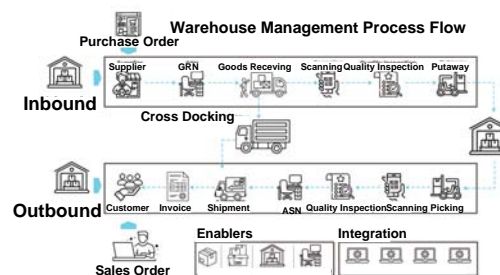 Warehouse Management Process Flow
Purchase Order
Supplier GRN Goods Receving Scanning Quality Inspection Putaway
Inbound
Cross Docking
Outbound
Customer Invoice Shipment ASN Quality Inspection Scanning Picking
Enablers Integration
Sales Order